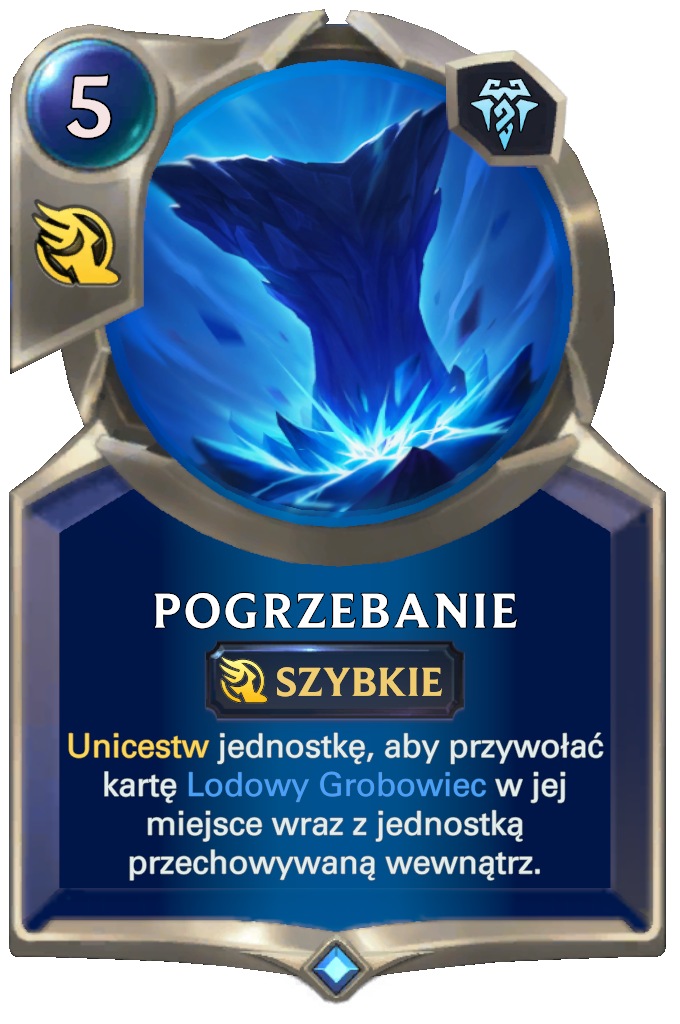 5
POGRZEBANIE
SZYBKIE
Unicestw jednostkę, aby przywołać
kartę Lodowy Grobowiec w jej
miejsce wraz z jednostką
przechowywaną wewnątrz.